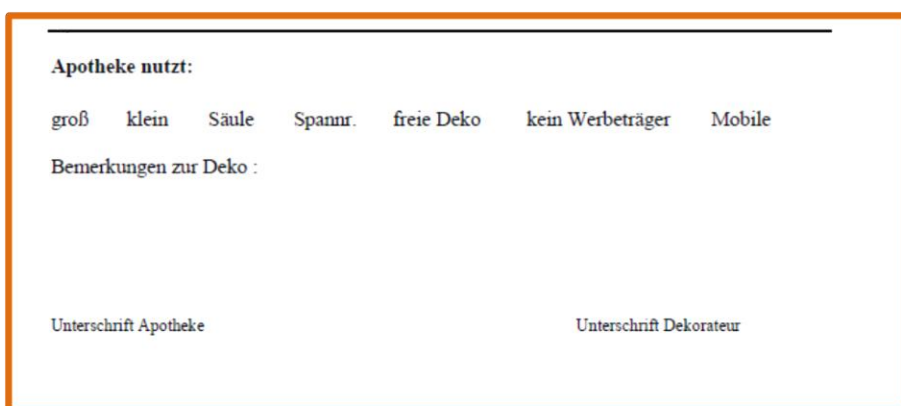 Apotheke nutzt:
groß klein Säule Spannr. freie Deko kein Werbeträger Mobile
Bemerkungen zur Deko :
Unterschrift Apotheke Unterschrift Dekorateur